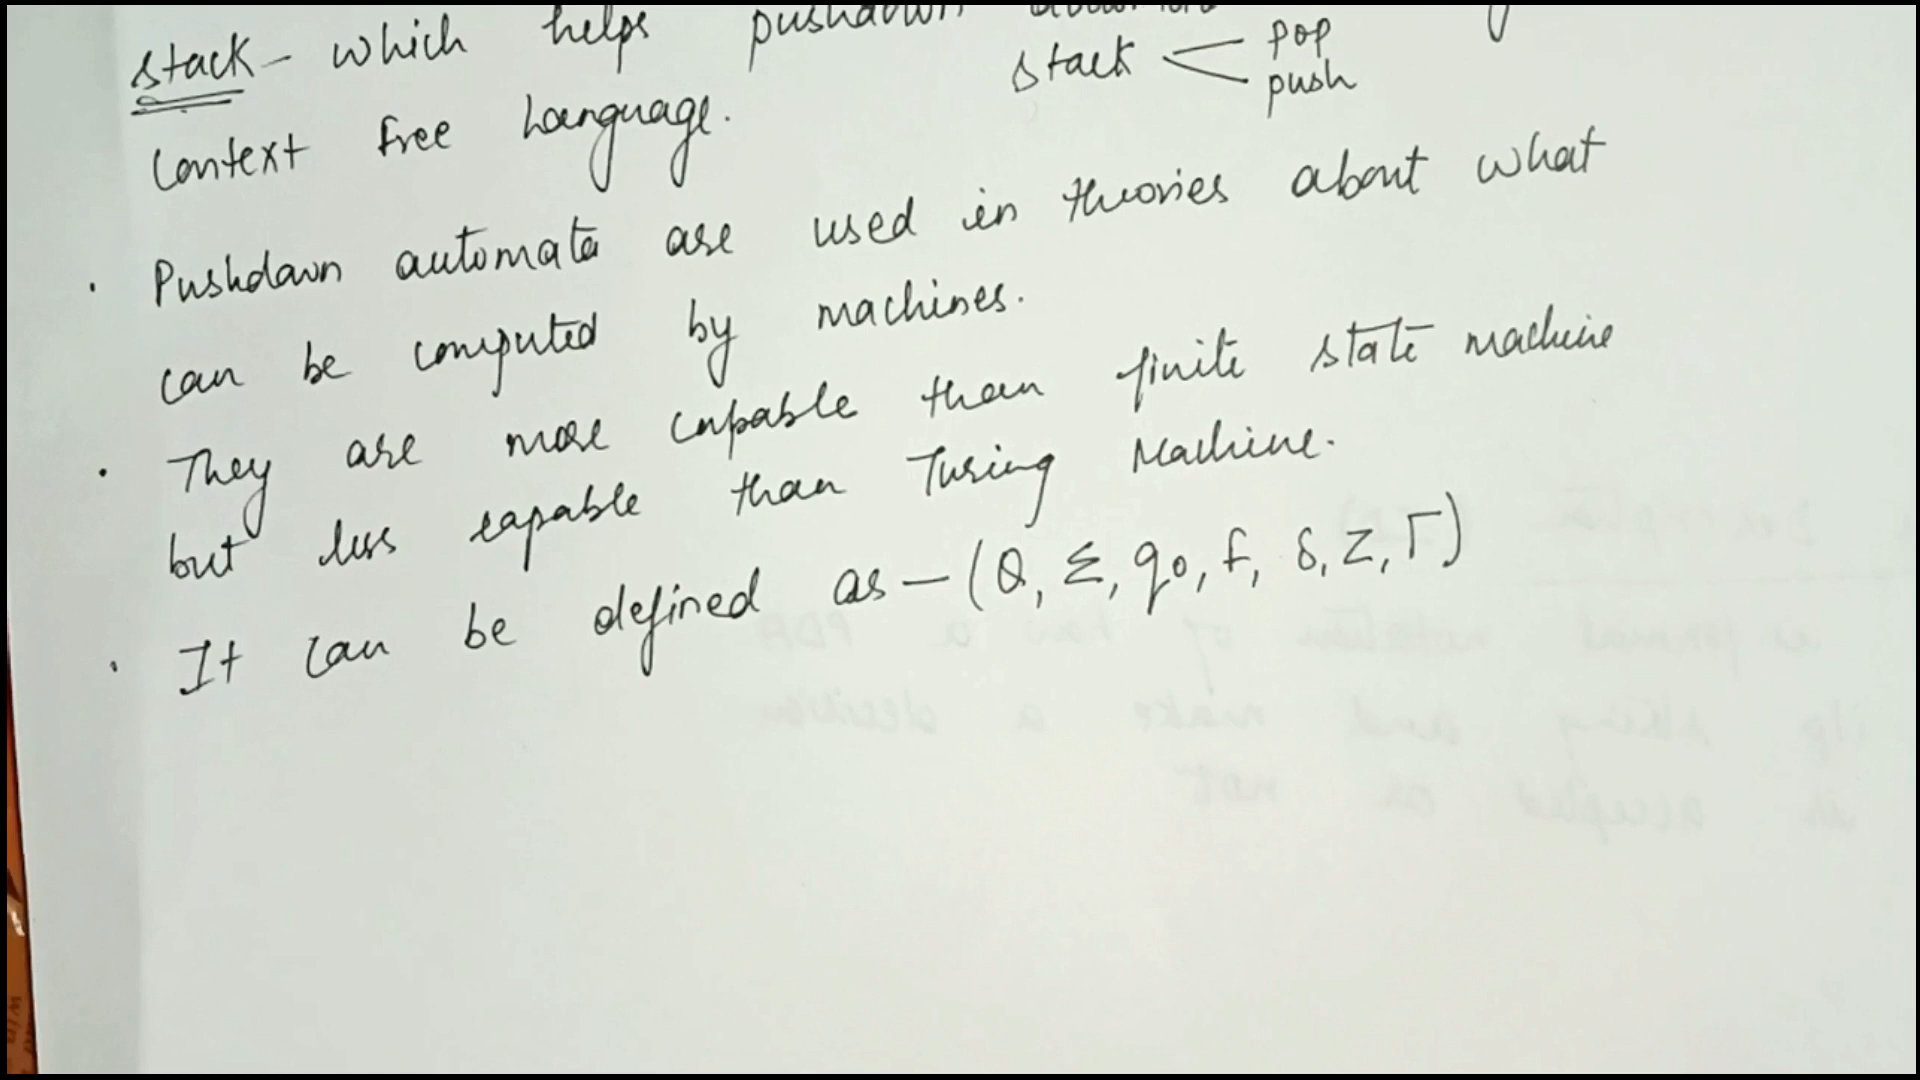 stack - which helps pushdown
stack pop
push
Context free language.
. Pushdown automata are used in theories about what
can be computed by machines.
. They are more capable than finite state machine
but less capable than Turing Machine.
. It can be defined as - (Q, Σ, q0, f, δ, Z, Γ)